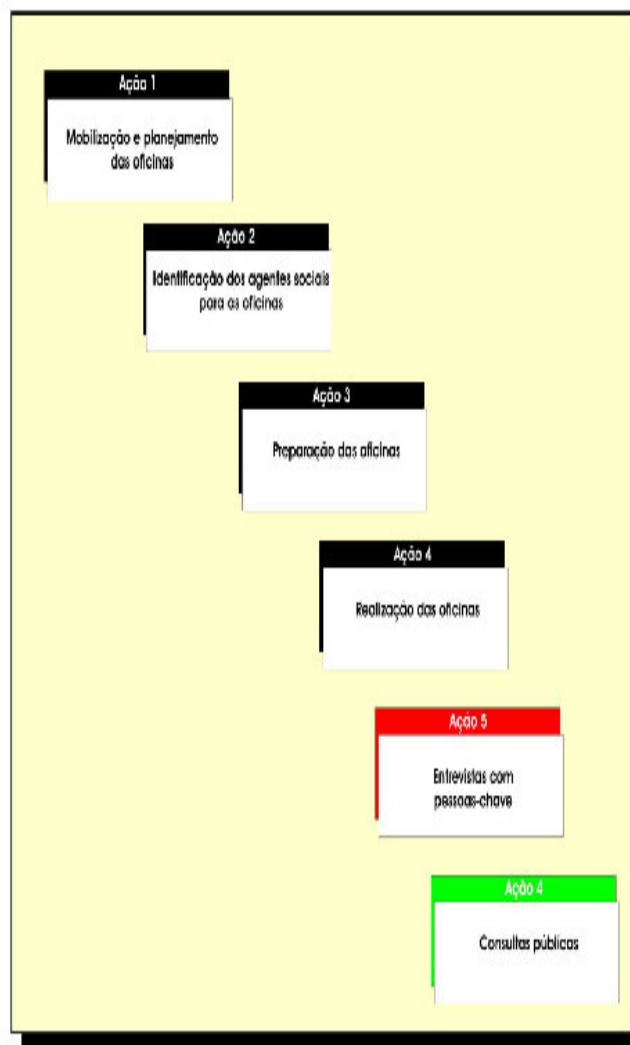 Ação 1
Mobilização e planejamento
das oficinas
Ação 2
Identificação dos agentes sociais
para as oficinas
Ação 3
Preparação das oficinas
Ação 4
Realização das oficinas
Ação 5
Entrevistas com
pessoas-chave
Ação 4
Consultas públicas